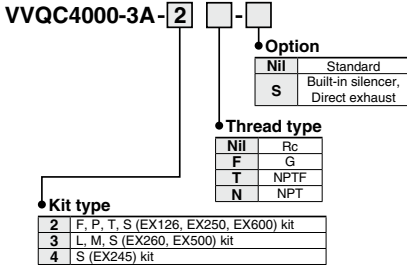 VVQC4000-3A-2 -
Option
Nil Standard
S Built-in silencer,
Direct exhaust
Thread type
Nil Rc
F G
T NPTF
N NPT
Kit type
2 F, P, T, S (EX126, EX250, EX600) kit
3 L, M, S (EX260, EX500) kit
4 S (EX245) kit